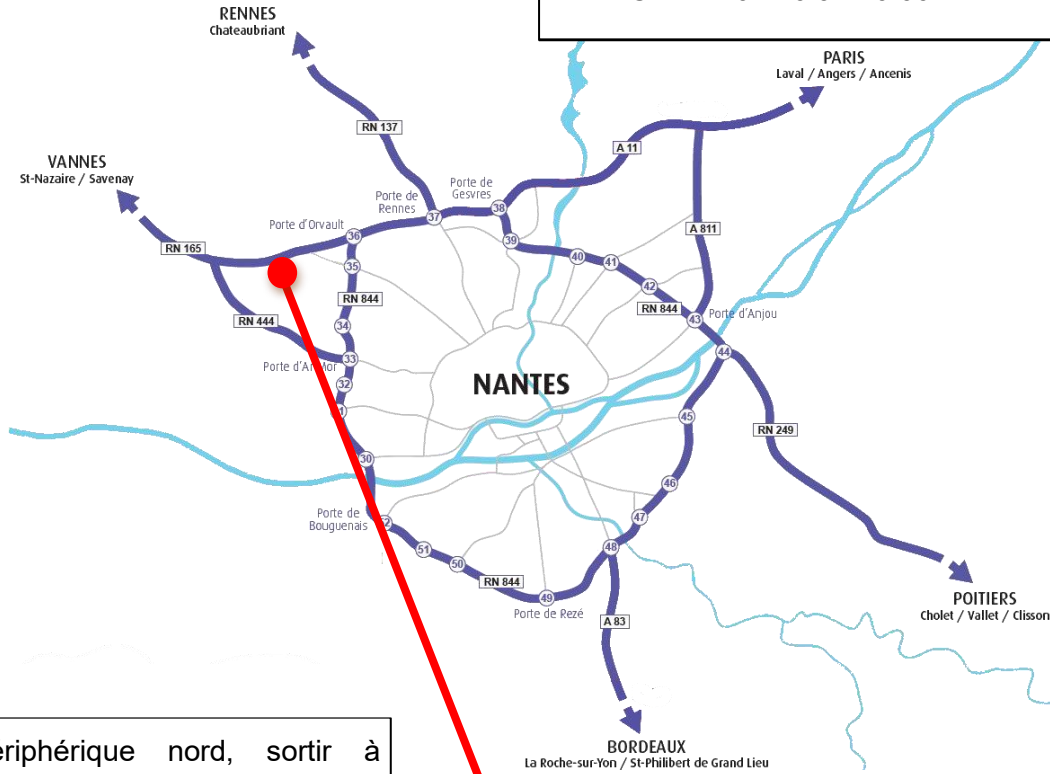 RENNES
Chateaubriant
PARIS
Laval / Angers / Ancenis
RN 137
A 11
VANNES
St-Nazaire / Savenay
Porte de
Gesvres
Porte de
Rennes
38
37
Porte d'Orvault
36
39
A 811
RN 165
40
41
35
42
RN 844
RN 844
RN 444
43
Porte d'Anjou
34
44
33
Porte d'Ar Mor
32
NANTES
45
RN 249
30
46
Porte de
Bouguenais
47
51
48
50
RN 844
49
Porte de Rezé
POITIERS
Cholet / Vallet / Clisson
A 83
BORDEAUX
La Roche-sur-Yon / St-Philibert de Grand Lieu
ériphérique nord, sortir à